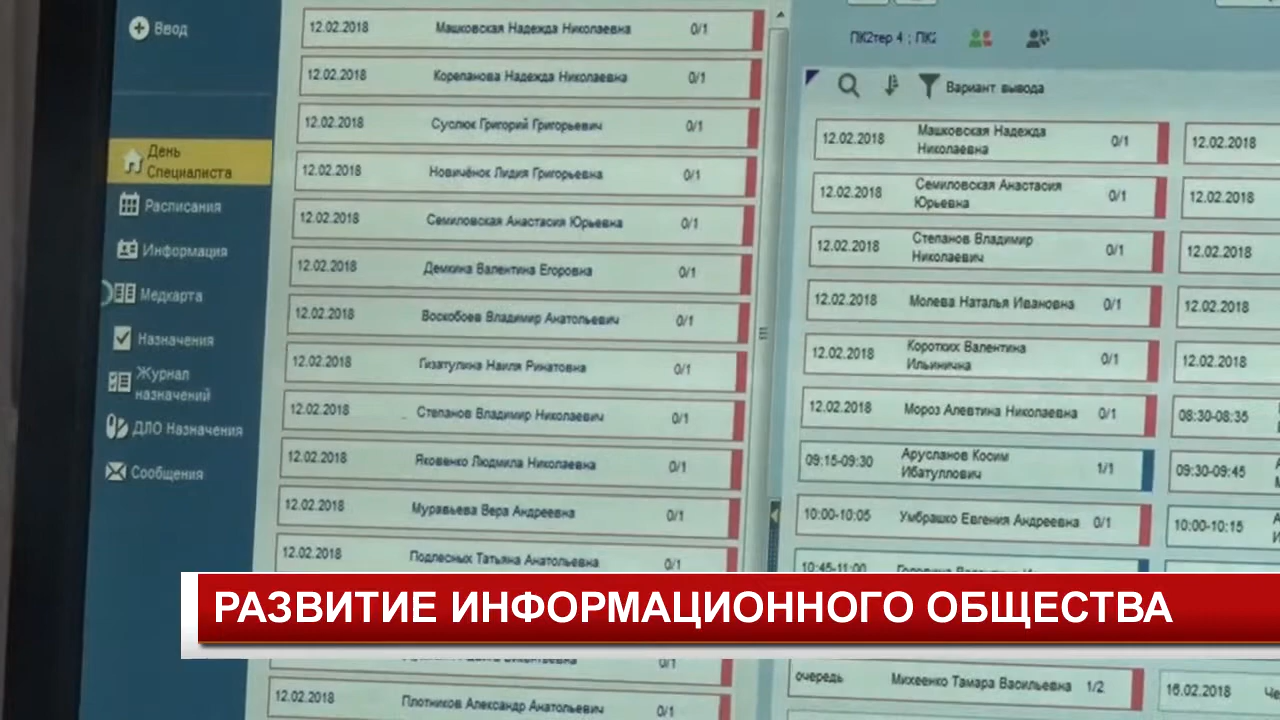 Ввод
День
Специалиста
Расписания
Информация
Медкарта
Назначения
Журнал
назначений
ДЛО Назначения
Сообщения
12.02.2018 Машковская Надежда Николаевна 0/1
12.02.2018 Корепанова Надежда Николаевна 0/1
12.02.2018 Суслюк Григорий Григорьевич 0/1
12.02.2018 Новичёнок Лидия Григорьевна 0/1
12.02.2018 Семиловская Анастасия Юрьевна 0/1
12.02.2018 Демкина Валентина Егоровна 0/1
12.02.2018 Воскобоев Владимир Анатольевич 0/1
12.02.2018 Гизатулина Наиля Ринатовна 0/1
12.02.2018 Степанов Владимир Николаевич 0/1
12.02.2018 Яковенко Людмила Николаевна 0/1
12.02.2018 Муравьева Вера Андреевна 0/1
12.02.2018 Подлесных Татьяна Анатольевна 0/1
0/1
12.02.2018 Плотников Александр Анатольевич 0/1
ПК2тер 4 ; ПК2
Вариант вывода
12.02.2018 Машковская Надежда
Николаевна 0/1
12.02.2018 Семиловская Анастасия
Юрьевна 0/1
12.02.2018 Степанов Владимир
Николаевич 0/1
12.02.2018 Молева Наталья Ивановна 0/1
12.02.2018 Коротких Валентина
Ильинична 0/1
12.02.2018 Мороз Алевтина Николаевна 0/1
09:15-09:30 Арусланов Косим
Ибатуллович 1/1
10:00-10:05 Умбрашко Евгения Андреевна 0/1
10:45-11:00
очередь Михеенко Тамара Васильевна 1/2
12.02.2018
12.02.2018
12.02.2018
12.02.2018
12.02.2018
08:30-08:35
09:30-09:45
10:00-10:15
16.02.2018 Че
РАЗВИТИЕ ИНФОРМАЦИОННОГО ОБЩЕСТВА